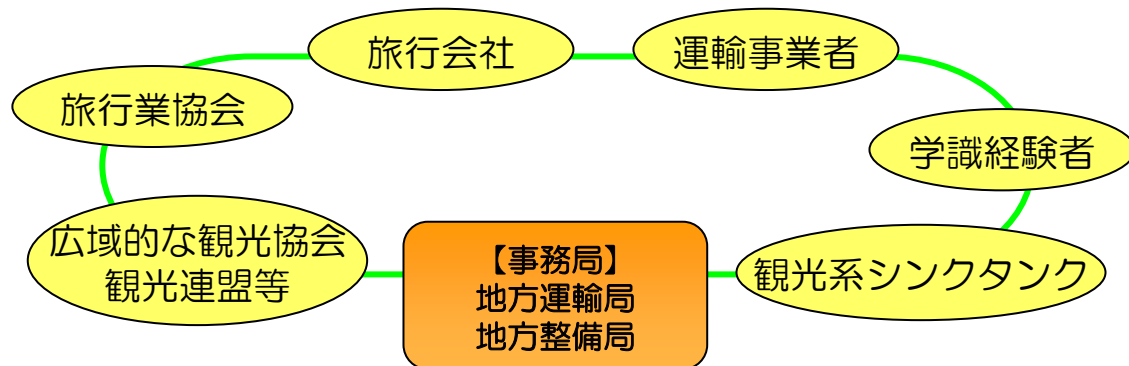 旅行会社
運輸事業者
旅行業協会
学識経験者
広域的な観光協会
観光連盟等
【事務局】
地方運輸局
地方整備局
観光系シンクタンク